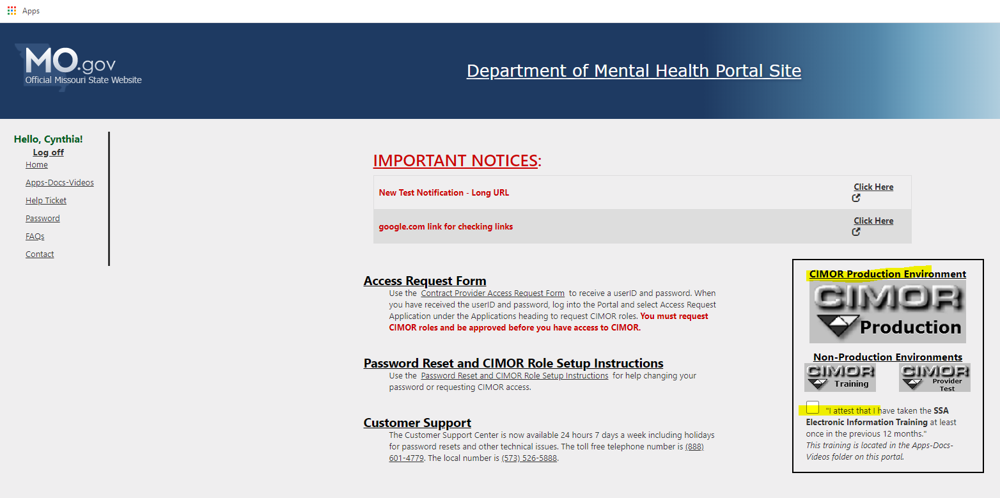 Apps
MO.gov
Official Missouri State Website
Department of Mental Health Portal Site
Hello, Cynthia!
Log off
Home
Apps-Docs-Videos
Help Ticket
Password
FAQs
Contact
IMPORTANT NOTICES:
New Test Notification - Long URL
Click Here
google.com link for checking links
Click Here
Access Request Form
Use the Contract Provider Access Request Form to receive a userID and password. When
you have received the userID and password, log into the Portal and select Access Request
Application under the Applications heading to request CIMOR roles. You must request
CIMOR roles and be approved before you have access to CIMOR.
Password Reset and CIMOR Role Setup Instructions
Use the Password Reset and CIMOR Role Setup Instructions for help changing your
password or requesting CIMOR access.
Customer Support
The Customer Support Center is now available 24 hours 7 days a week including holidays
for password resets and other technical issues. The toll free telephone number is (888)
601-4779. The local number is (573) 526-5888.
CIMOR Production Environment
CIMOR
Production
Non-Production Environments
CIMOR
Training
CIMOR
Provider
Test
"I attest that I have taken the SSA
Electronic Information Training at least
once in the previous 12 months."
This training is located in the Apps-Docs-
Videos folder on this portal.